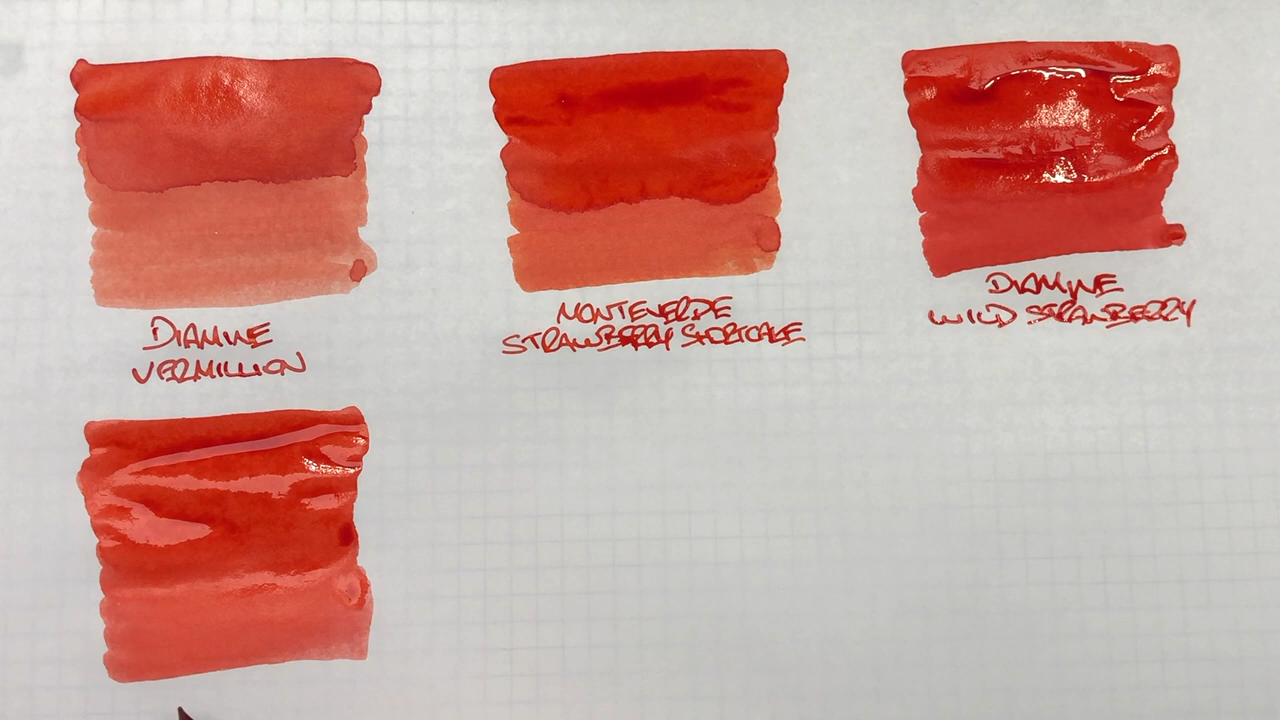 DIAMINE
VERMILLION
MONTEVERDE
STRAWBERRY SHORTCAKE
DIAMINE
WILD STRAWBERRY